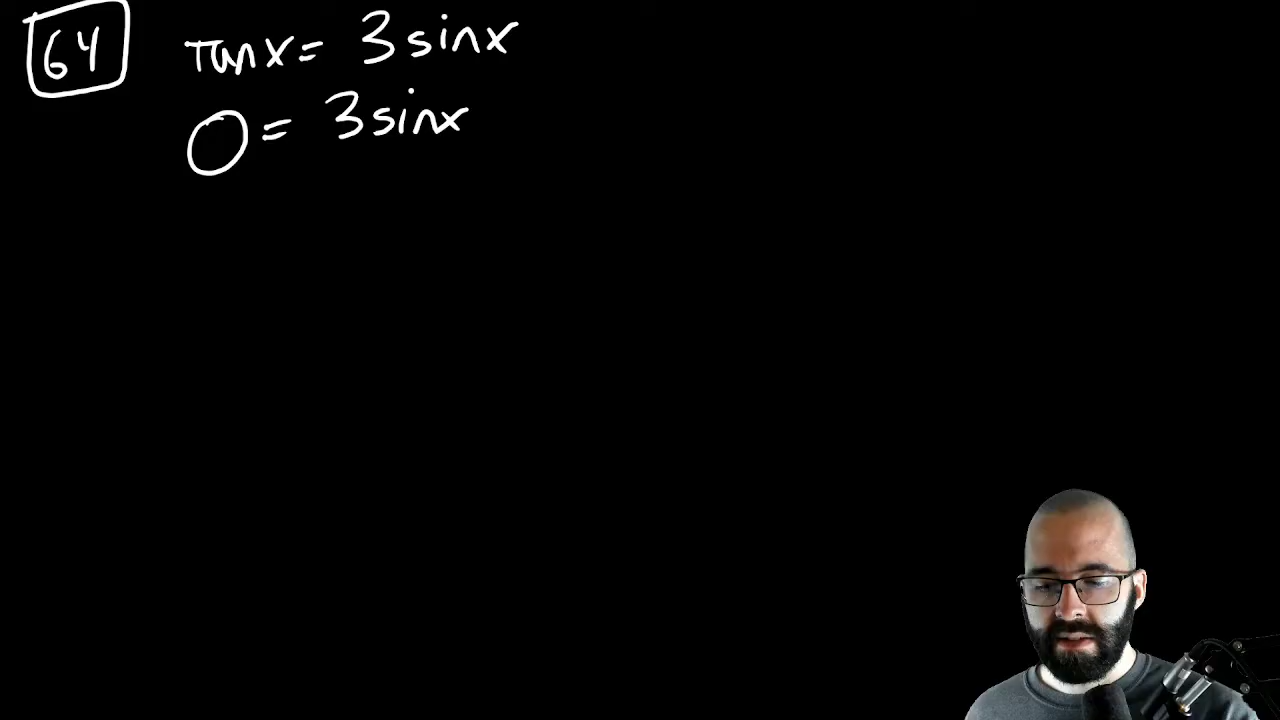 64 tanx = 3sinx
0 = 3sinx